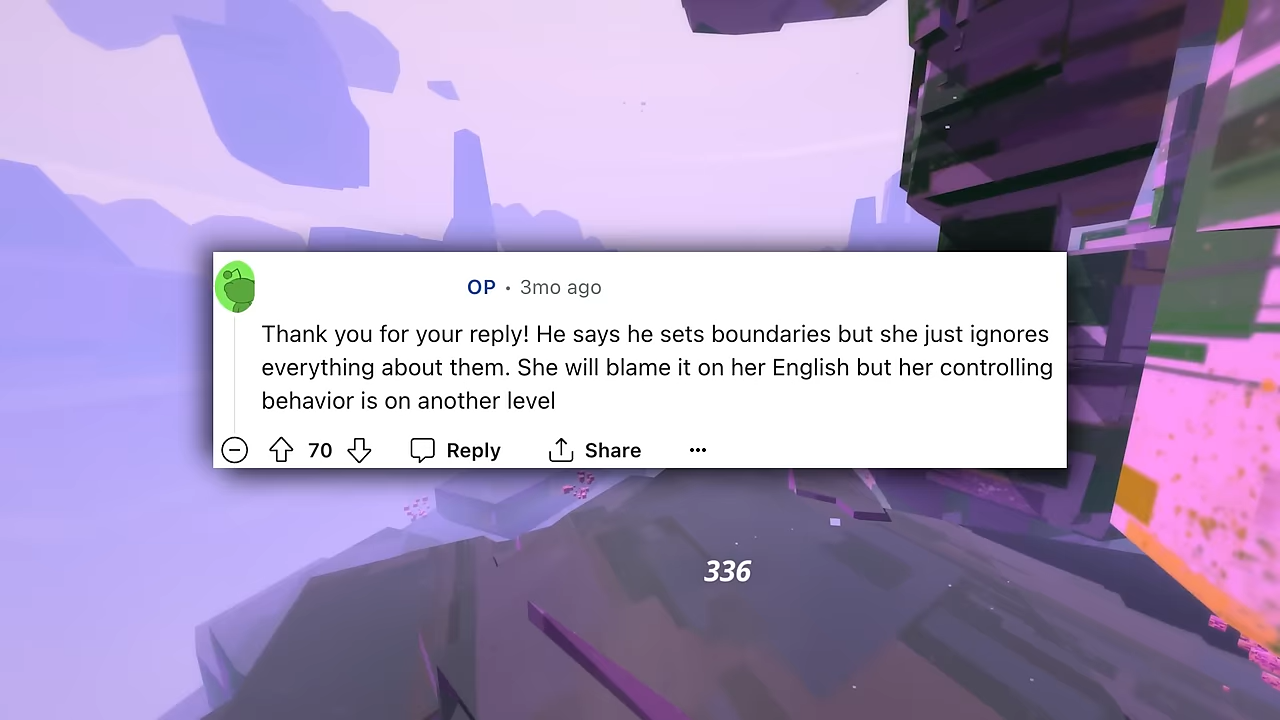 OP • 3mo ago
Thank you for your reply! He says he sets boundaries but she just ignores
everything about them. She will blame it on her English but her controlling
behavior is on another level
70 Reply Share ...
336